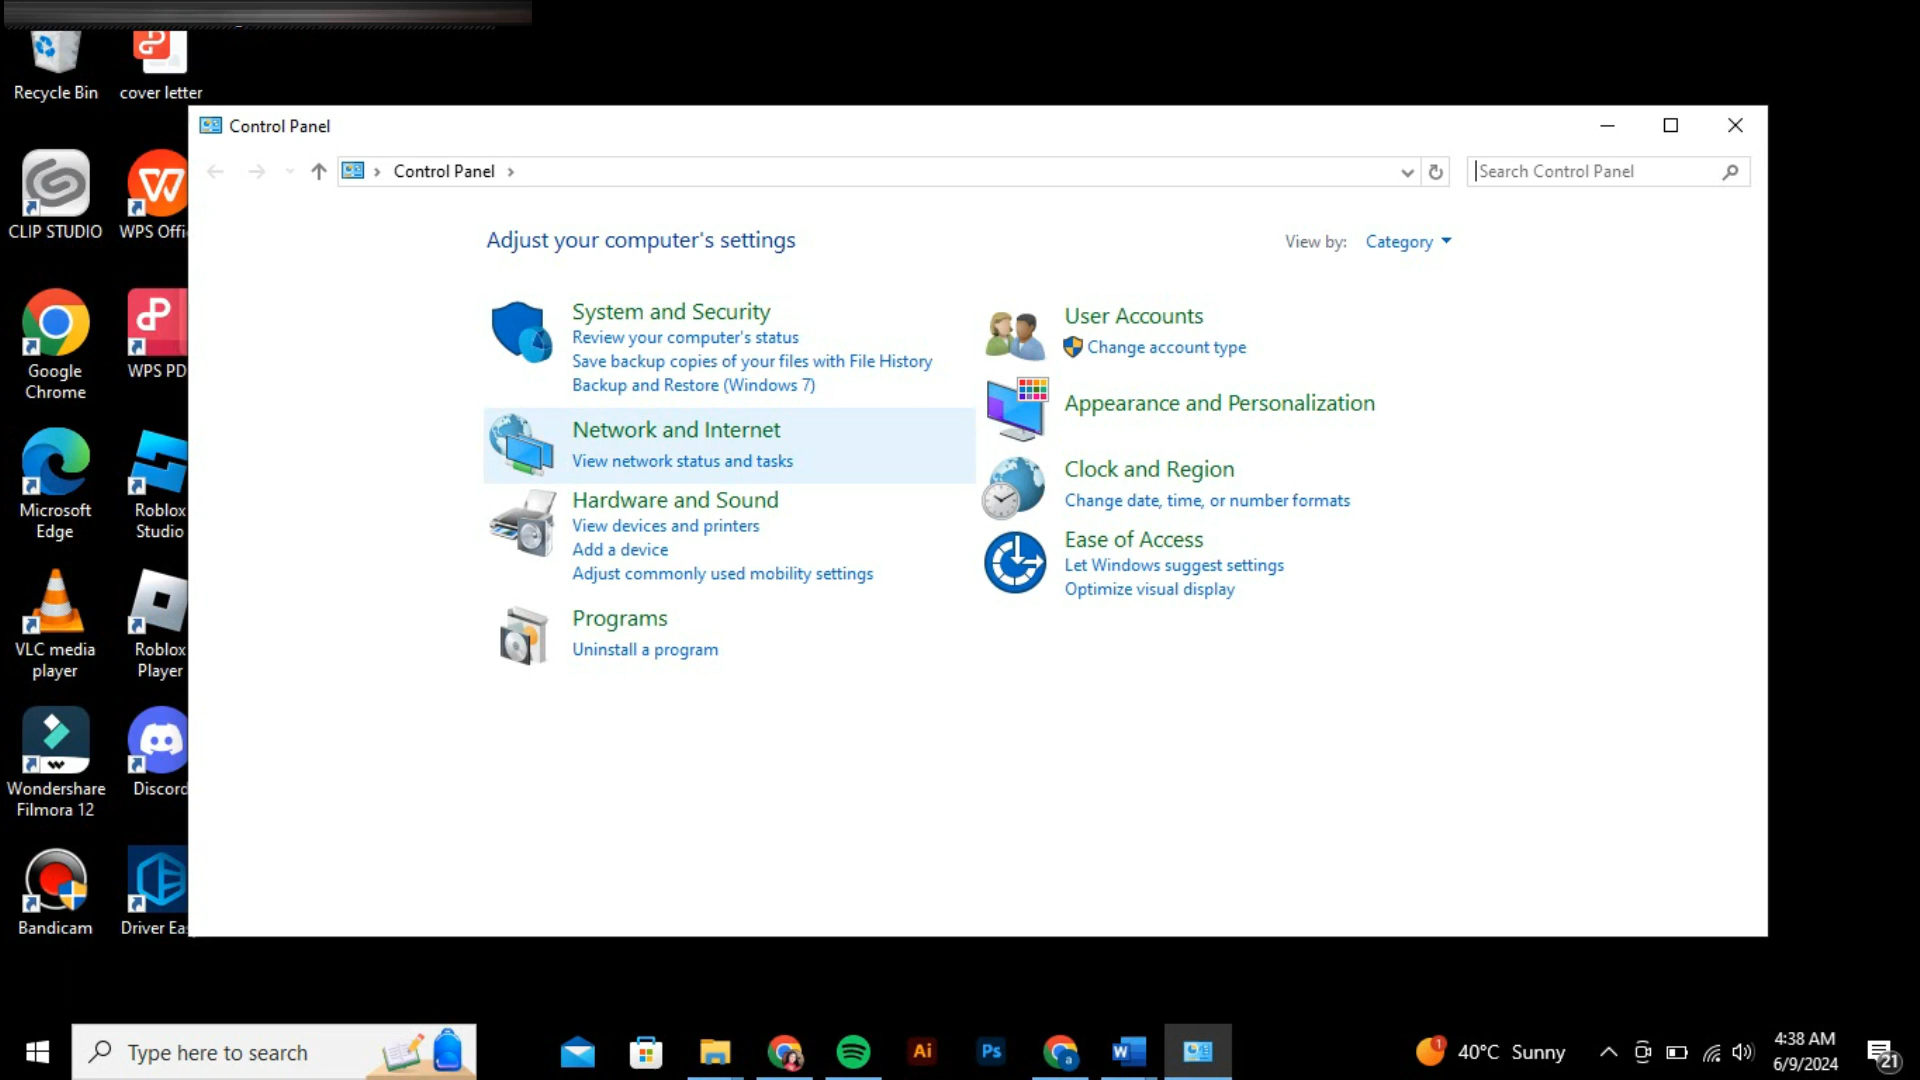 Recycle Bin
cover letter
CLIP STUDIO
WPS Offi
Google
Chrome
WPS PD
Microsoft
Edge
Roblox
Studio
VLC media
player
Roblox
Player
Wondershare
Filmora 12
Discord
Bandicam
Driver Eas
Control Panel
Control Panel
Search Control Panel
Adjust your computer's settings
View by: Category
System and Security
Review your computer's status
Save backup copies of your files with File History
Backup and Restore (Windows 7)
Network and Internet
View network status and tasks
Hardware and Sound
View devices and printers
Add a device
Adjust commonly used mobility settings
Programs
Uninstall a program
User Accounts
Change account type
Appearance and Personalization
Clock and Region
Change date, time, or number formats
Ease of Access
Let Windows suggest settings
Optimize visual display
Type here to search
Ai
Ps
a
W
1
40°C Sunny
4:38 AM
6/9/2024
21